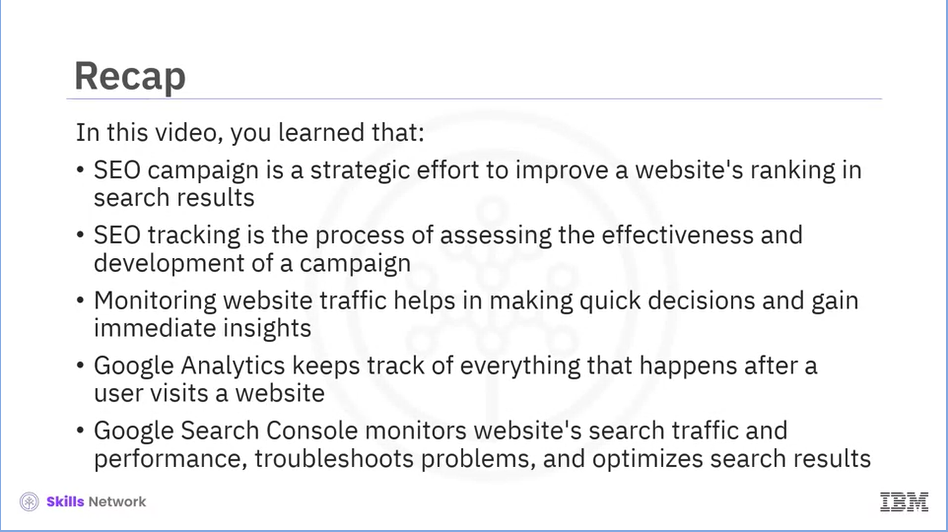 Recap
In this video, you learned that:
• SEO campaign is a strategic effort to improve a website's ranking in
search results
• SEO tracking is the process of assessing the effectiveness and
development of a campaign
• Monitoring website traffic helps in making quick decisions and gain
immediate insights
• Google Analytics keeps track of everything that happens after a
user visits a website
• Google Search Console monitors website's search traffic and
performance, troubleshoots problems, and optimizes search results
Skills Network
IBM